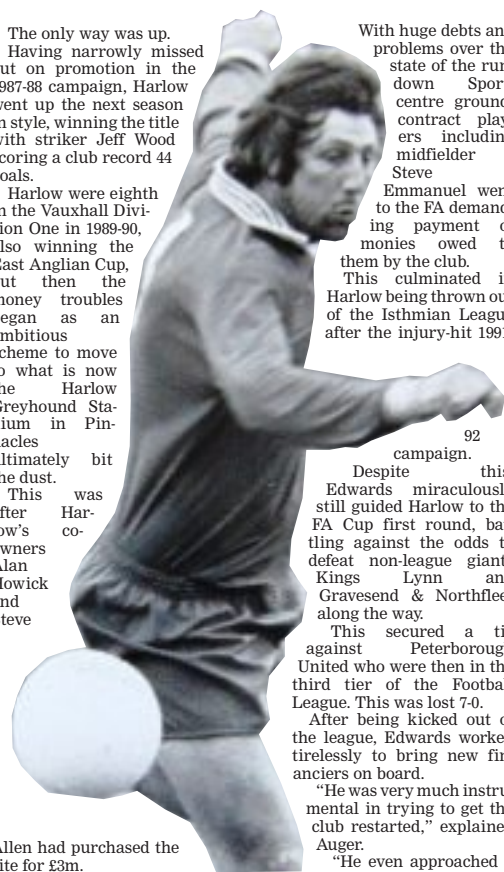 The only way was up.
Having narrowly missed
ut on promotion in the
987-88 campaign, Harlow
went up the next season
n style, winning the title
with striker Jeff Wood
coring a club record 44
oals.
Harlow were eighth
n the Vauxhall Divi-
ion One in 1989-90,
lso winning the
East Anglian Cup,
ut then the
money troubles
egan as an
mbitious
cheme to move
o what is now
he Harlow
Greyhound Sta-
ium in Pin-
acles
ltimately bit
he dust.
This was
fter Har-
ow's co-
wners
Alan
Howick
nd
teve
Allen had purchased the
ite for £3m.
With huge debts an
problems over th
state of the run
down Spor
centre ground
contract play
ers includin
midfielder
Steve
Emmanuel wen
to the FA demand
ing payment o
monies owed t
them by the club.
This culminated i
Harlow being thrown ou
of the Isthmian Leagu
after the injury-hit 1991
92
campaign.
Despite this
Edwards miraculousl
still guided Harlow to th
FA Cup first round, ba
tling against the odds t
defeat non-league giant
Kings Lynn an
Gravesend & Northflee
along the way.
This secured a ti
against Peterboroug
United who were then in th
third tier of the Footba
League. This was lost 7-0.
After being kicked out o
the league, Edwards worke
tirelessly to bring new fin
anciers on board.
“He was very much instru
mental in trying to get th
club restarted,” explaine
Auger.
“He even approached